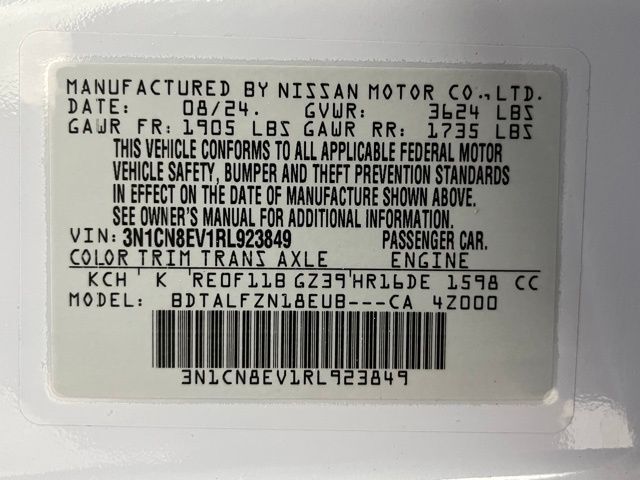 MANUFACTURED BY NISSAN MOTOR CO., LTD.
DATE: 08/24. GVWR: 3624 LBS
GAWR FR: 1905 LBS GAWR RR: 1735 LBS
THIS VEHICLE CONFORMS TO ALL APPLICABLE FEDERAL MOTOR
VEHICLE SAFETY, BUMPER AND THEFT PREVENTION STANDARDS
IN EFFECT ON THE DATE OF MANUFACTURE SHOWN ABOVE.
SEE OWNER'S MANUAL FOR ADDITIONAL INFORMATION.
VIN: 3N1CN8EV1RL923849 PASSENGER CAR.
COLOR TRIM TRANS AXLE ENGINE
KCH K RE0F11B GZ39 HR16DE 1598 CC
MODEL: BDTALFZN18EUB---CA 4Z000
3N1CN8EV1RL923849